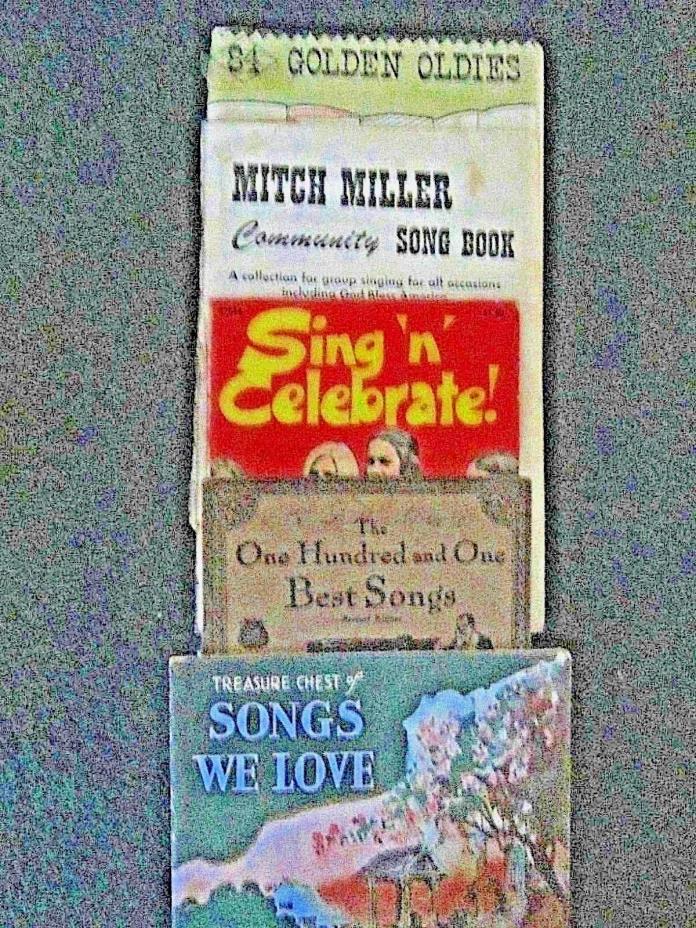 84 GOLDEN OLDIES
MITCH MILLER
Community SONG BOOK
A collection for group singing for all occasions
including God Bless America
Sing 'n'
Celebrate!
The
One Hundred and One
Best Songs
TREASURE CHEST of
SONGS
WE LOVE